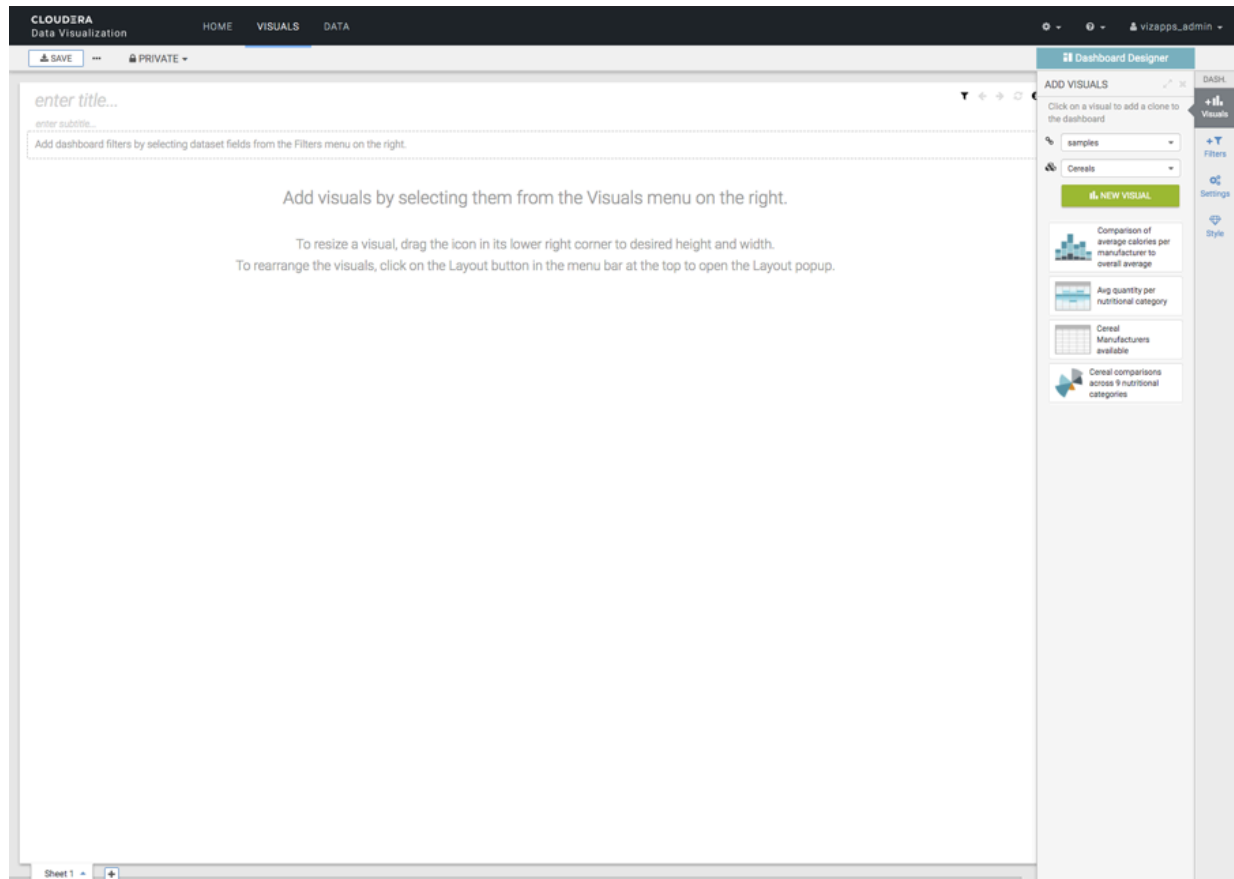 CLOUDERA
Data Visualization
HOME VISUALS DATA
vizapps_admin
SAVE
PRIVATE
Dashboard Designer
enter title...
enter subtitle...
Add dashboard filters by selecting dataset fields from the Filters menu on the right.
Add visuals by selecting them from the Visuals menu on the right.
To resize a visual, drag the icon in its lower right corner to desired height and width.
To rearrange the visuals, click on the Layout button in the menu bar at the top to open the Layout popup.
ADD VISUALS
Click on a visual to add a clone to
the dashboard
samples
Cereals
NEW VISUAL
Comparison of
average calories per
manufacturer to
overall average
Avg quantity per
nutritional category
Cereal
Manufacturers
available
Cereal comparisons
across 9 nutritional
categories
DASH.
Visuals
Filters
Settings
Style
Sheet 1